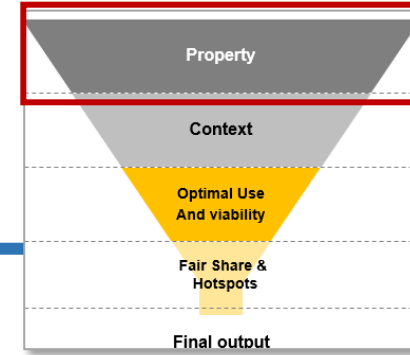 Property
Context
Optimal Use
And viability
Fair Share &
Hotspots
Final output